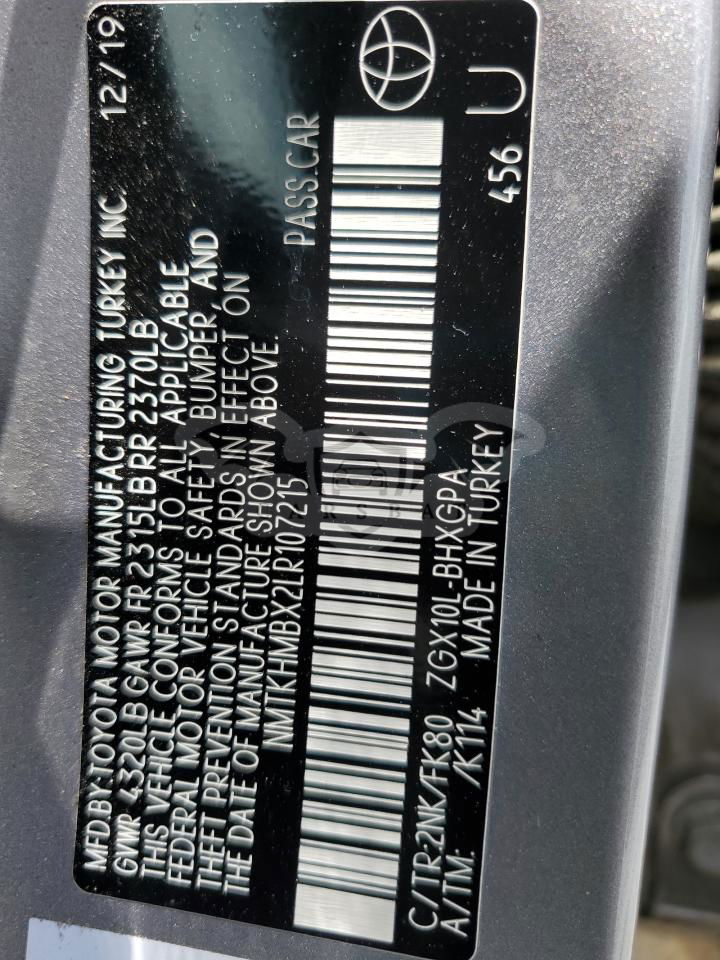 MFD.BY:TOYOTA MOTOR MANUFACTURING TURKEY INC. 12/19
GVWR 4320LB GAWR FR 2315LB RR 2370LB
THIS VEHICLE CONFORMS TO ALL APPLICABLE
FEDERAL MOTOR VEHICLE SAFETY, BUMPER, AND
THEFT PREVENTION STANDARDS IN EFFECT ON
THE DATE OF MANUFACTURE SHOWN ABOVE.
NMTKHMBX2LR107215 PASS.CAR
C/TR:2NK/FK80 ZGX10L-BHXGPA 456 U
A/TM: /K114 MADE IN TURKEY